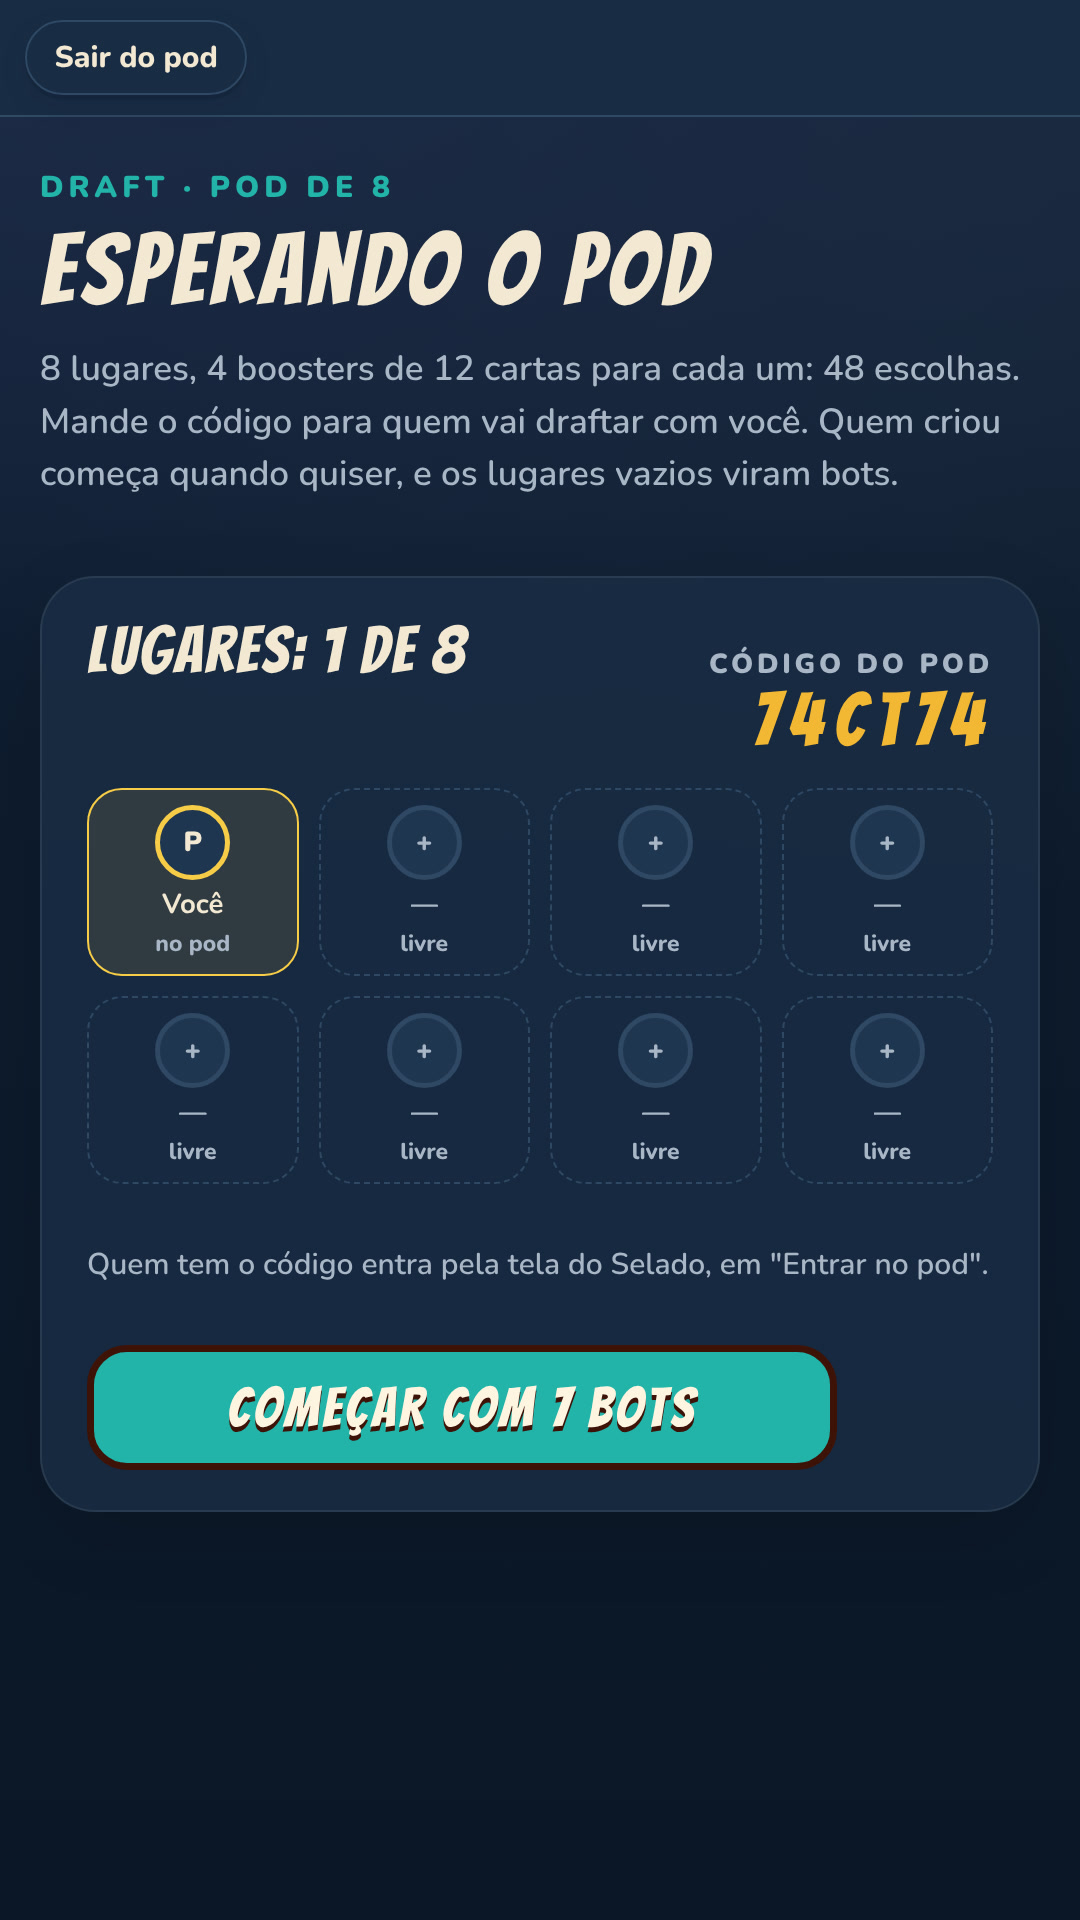 Sair do pod
DRAFT · POD DE 8
ESPERANDO O POD
8 lugares, 4 boosters de 12 cartas para cada um: 48 escolhas.
Mande o código para quem vai draftar com você. Quem criou
começa quando quiser, e os lugares vazios viram bots.
LUGARES: 1 DE 8
CÓDIGO DO POD
74CT74
P
+
+
+
Você
—
—
—
no pod
livre
livre
livre
+
+
+
+
—
—
—
—
livre
livre
livre
livre
Quem tem o código entra pela tela do Selado, em "Entrar no pod".
COMEÇAR COM 7 BOTS